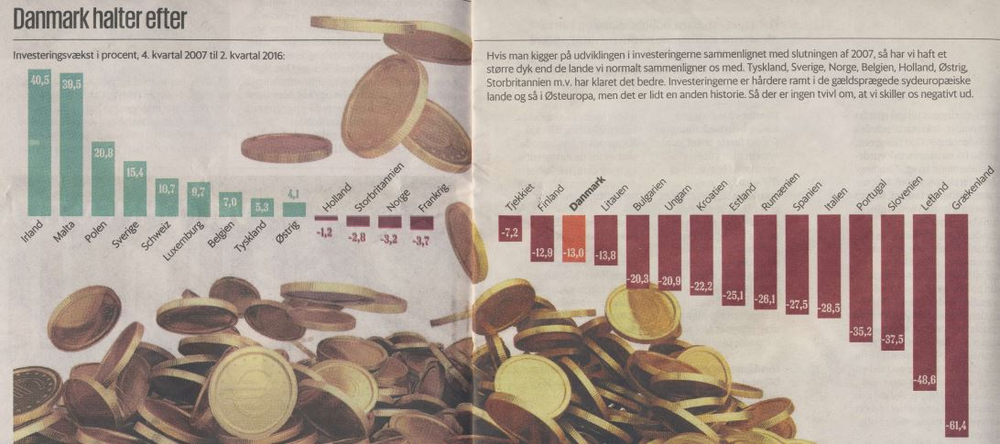 Danmark halter efter
Investeringsvækst i procent, 4. kvartal 2007 til 2. kvartal 2016:
Hvis man kigger på udviklingen i investeringerne sammenlignet med slutningen af 2007, så har vi haft et
større dyk end de lande vi normalt sammenligner os med. Tyskland, Sverige, Norge, Belgien, Holland, Østrig,
Storbritannien m.v. har klaret det bedre. Investeringerne er hårdere ramt i de gældsprægede sydeuropæiske
lande og så i Østeuropa, men det er lidt en anden historie. Så der er ingen tvivl om, at vi skiller os negativt ud.
40,5
Irland
39,5
Malta
20,8
Polen
15,4
Sverige
10,7
Schweiz
9,7
Luxemburg
7,0
Belgien
5,3
Tyskland
4,1
Østrig
Holland
-1,2
Storbritannien
-2,8
Norge
-3,2
Frankrig
-3,7
Tjekkiet
-7,2
Finland
-12,9
Danmark
-13,0
Litauen
-13,8
Bulgarien
-20,3
Ungarn
-20,9
Kroatien
-22,2
Estland
-25,1
Rumænien
-26,1
Spanien
-27,5
Italien
-28,5
Portugal
-35,2
Slovenien
-37,5
Letland
-48,6
Grækenland
-61,4